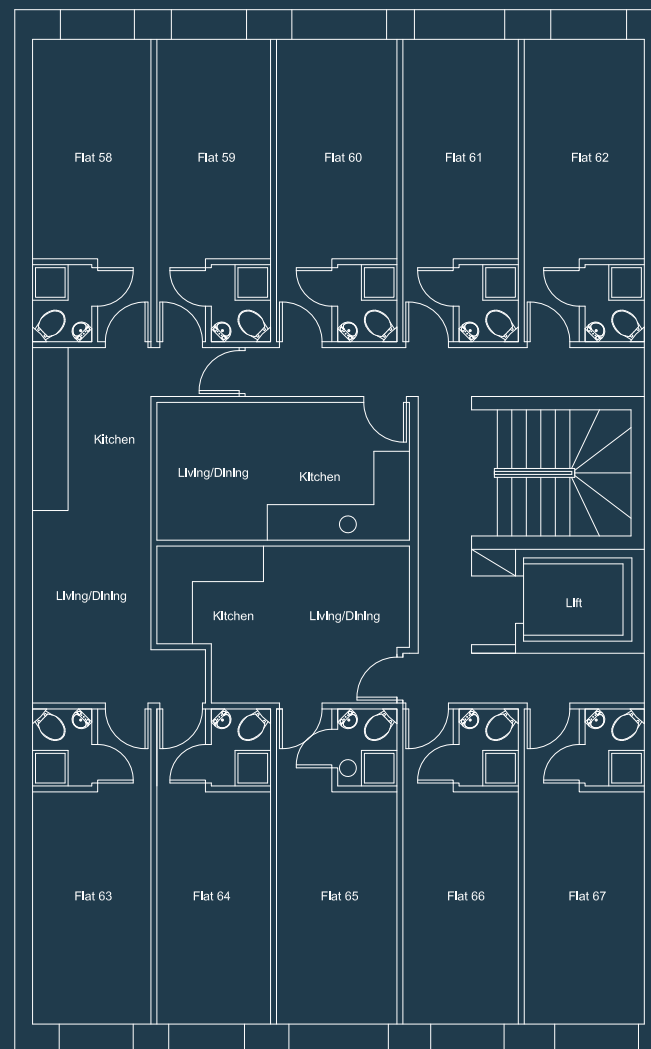 Flat 58
Flat 59
Flat 60
Flat 61
Flat 62
Kitchen
Living/Dining
Kitchen
Living/Dining
Kitchen
Living/Dining
Lift
Flat 63
Flat 64
Flat 65
Flat 66
Flat 67